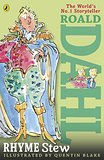 The World's
No.1 Storyteller
ROALD
DAHL
RHYME Stew
ILLUSTRATED BY QUENTIN BLAKE